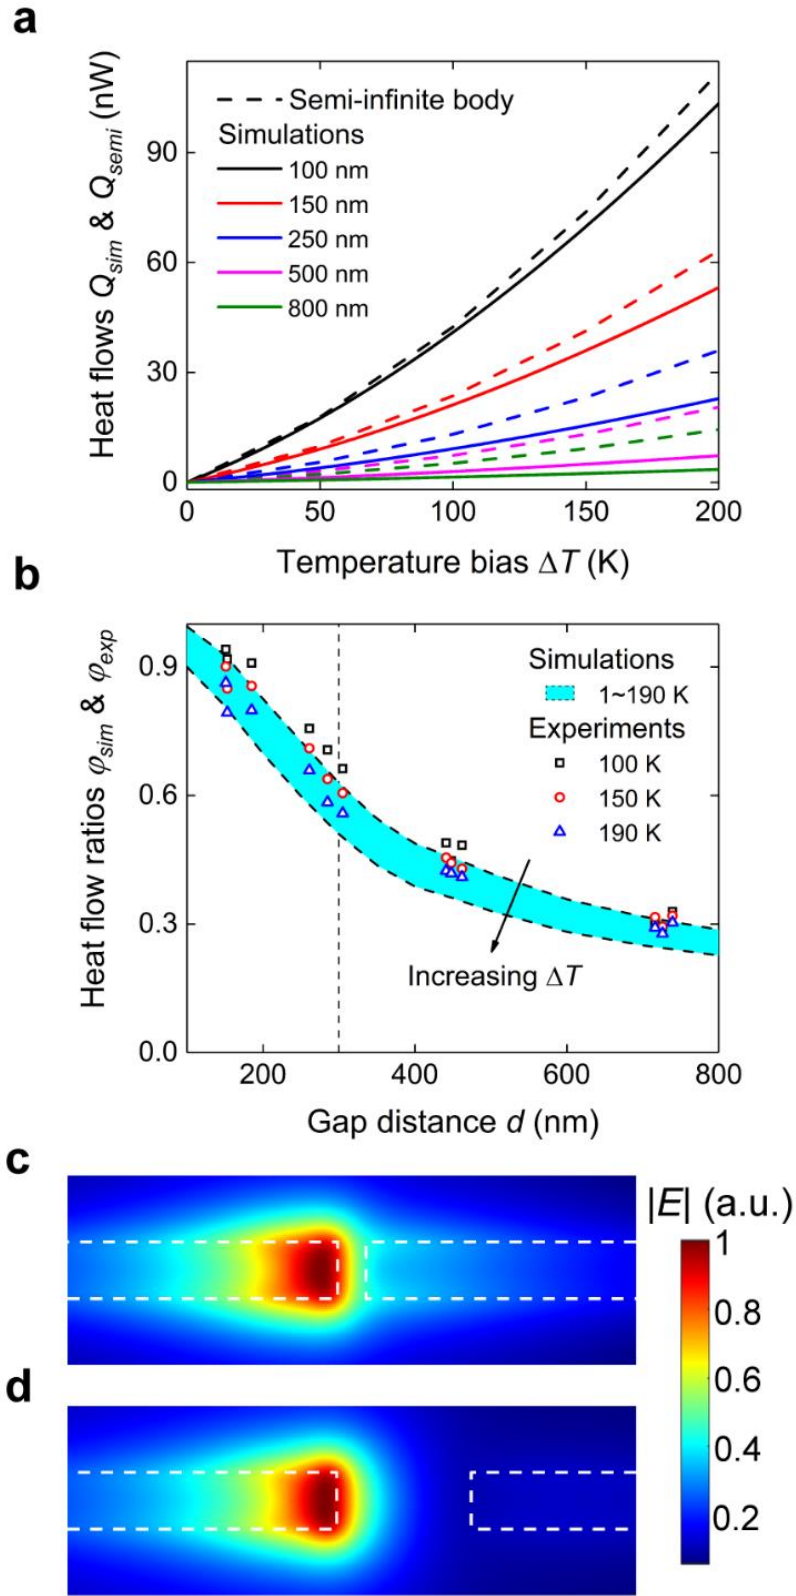 a
Heat flows Q_sim & Q_semi (nW)
90
60
30
0
Semi-infinite body
Simulations
100 nm
150 nm
250 nm
500 nm
800 nm
0 50 100 150 200
Temperature bias ΔT (K)
b
Heat flow ratios φ_sim & φ_exp
0.9
0.6
0.3
0.0
Simulations
1~190 K
Experiments
100 K
150 K
190 K
Increasing ΔT
200 400 600 800
Gap distance d (nm)
c
|E| (a.u.)
1
0.8
0.6
0.4
0.2
d